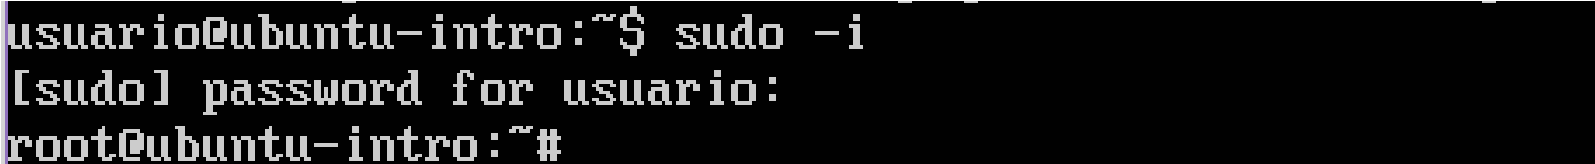 usuario@ubuntu-intro:~$ sudo -i
[sudo] password for usuario:
root@ubuntu-intro:~#